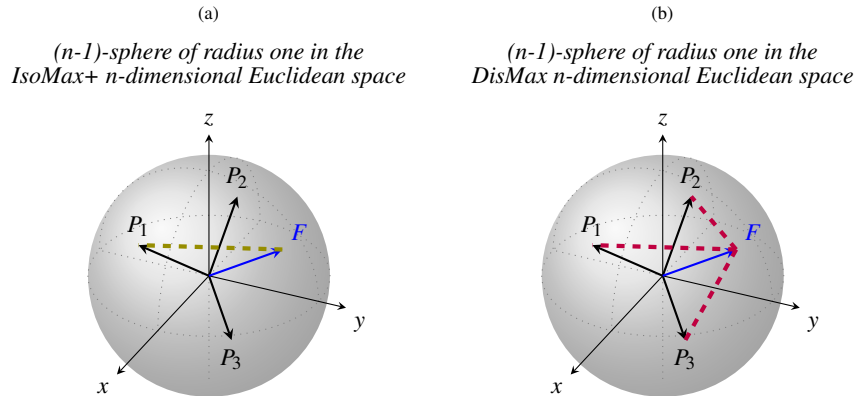 (a)
(n-1)-sphere of radius one in the
IsoMax+ n-dimensional Euclidean space
z
P2
P1
F
y
P3
x
(b)
(n-1)-sphere of radius one in the
DisMax n-dimensional Euclidean space
z
P2
P1
F
y
P3
x